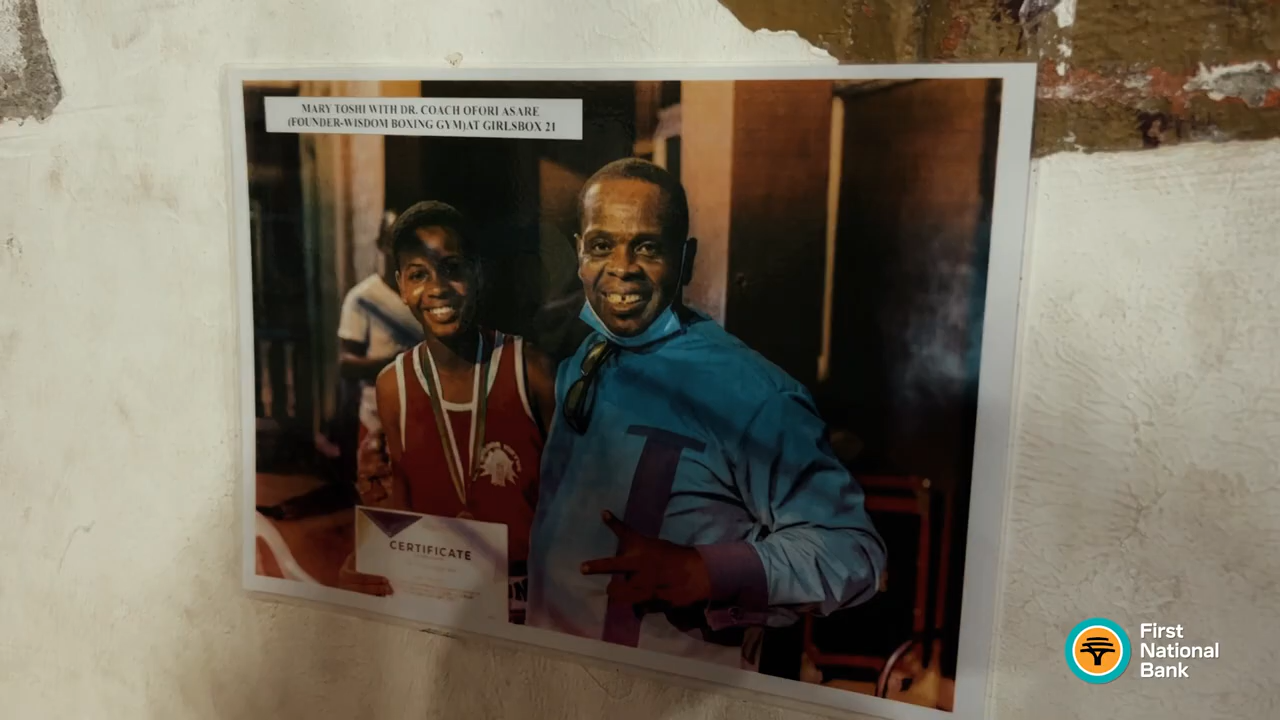 MARY TOSHI WITH DR. COACH OFORI ASARE
(FOUNDER-WISDOM BOXING GYM)AT GIRLSBOX 21
CERTIFICATE
First
National
Bank